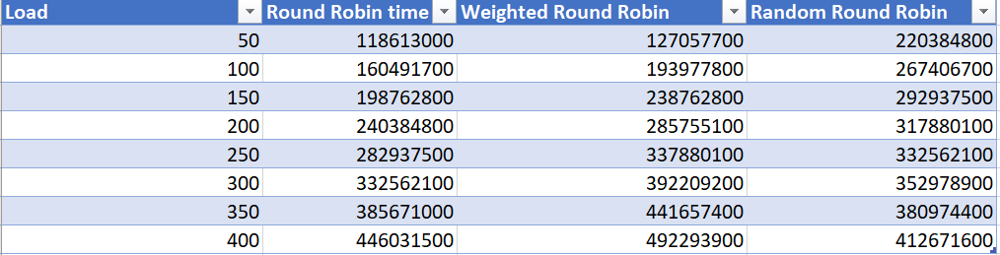 Load Round Robin time Weighted Round Robin Random Round Robin
50 118613000 127057700 220384800
100 160491700 193977800 267406700
150 198762800 238762800 292937500
200 240384800 285755100 317880100
250 282937500 337880100 332562100
300 332562100 392209200 352978900
350 385671000 441657400 380974400
400 446031500 492293900 412671600